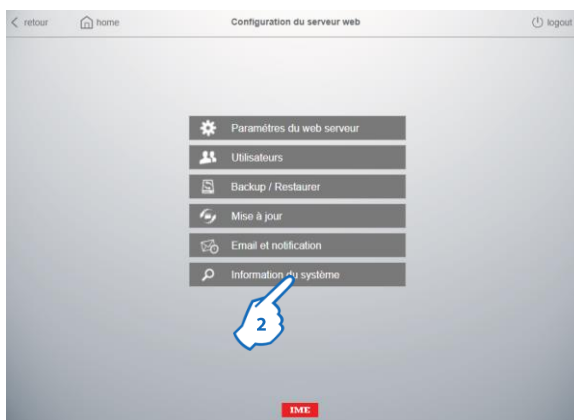 retour
home
Configuration du serveur web
logout
Paramétres du web serveur
Utilisateurs
Backup / Restaurer
Mise à jour
Email et notification
Information du système
2
IME